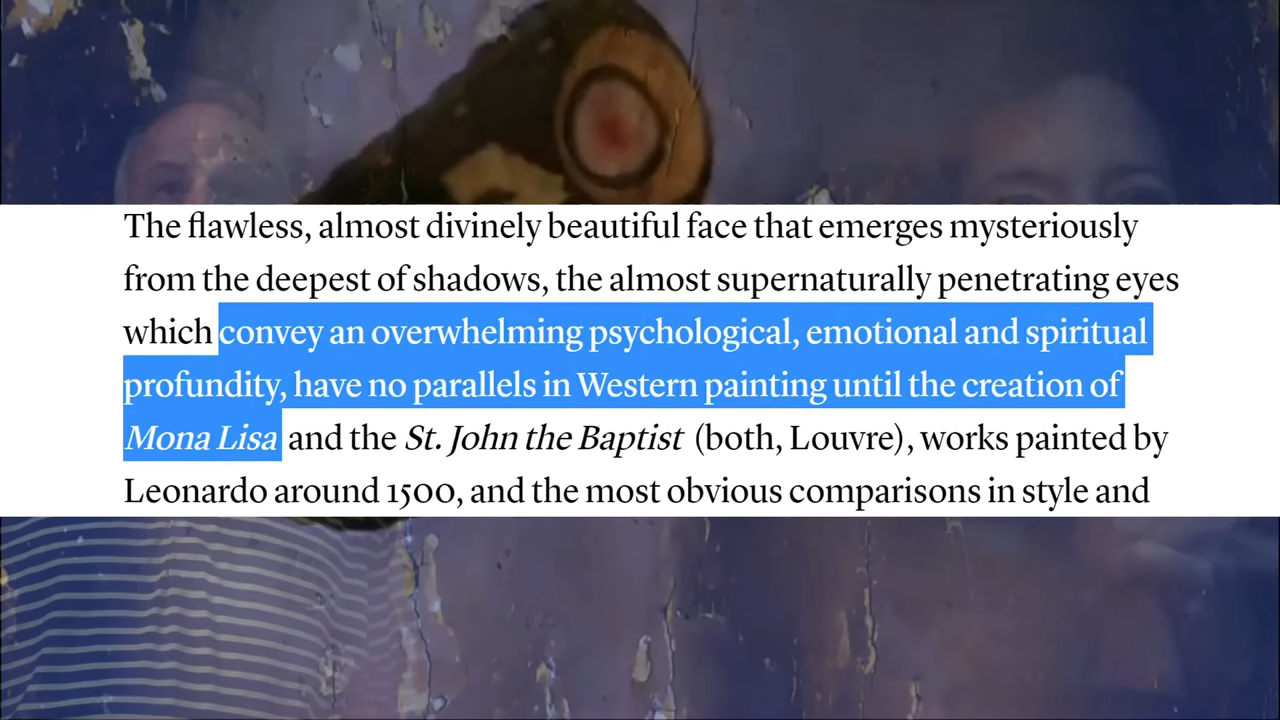 The flawless, almost divinely beautiful face that emerges mysteriously
from the deepest of shadows, the almost supernaturally penetrating eyes
which convey an overwhelming psychological, emotional and spiritual
profundity, have no parallels in Western painting until the creation of
Mona Lisa and the St. John the Baptist (both, Louvre), works painted by
Leonardo around 1500, and the most obvious comparisons in style and